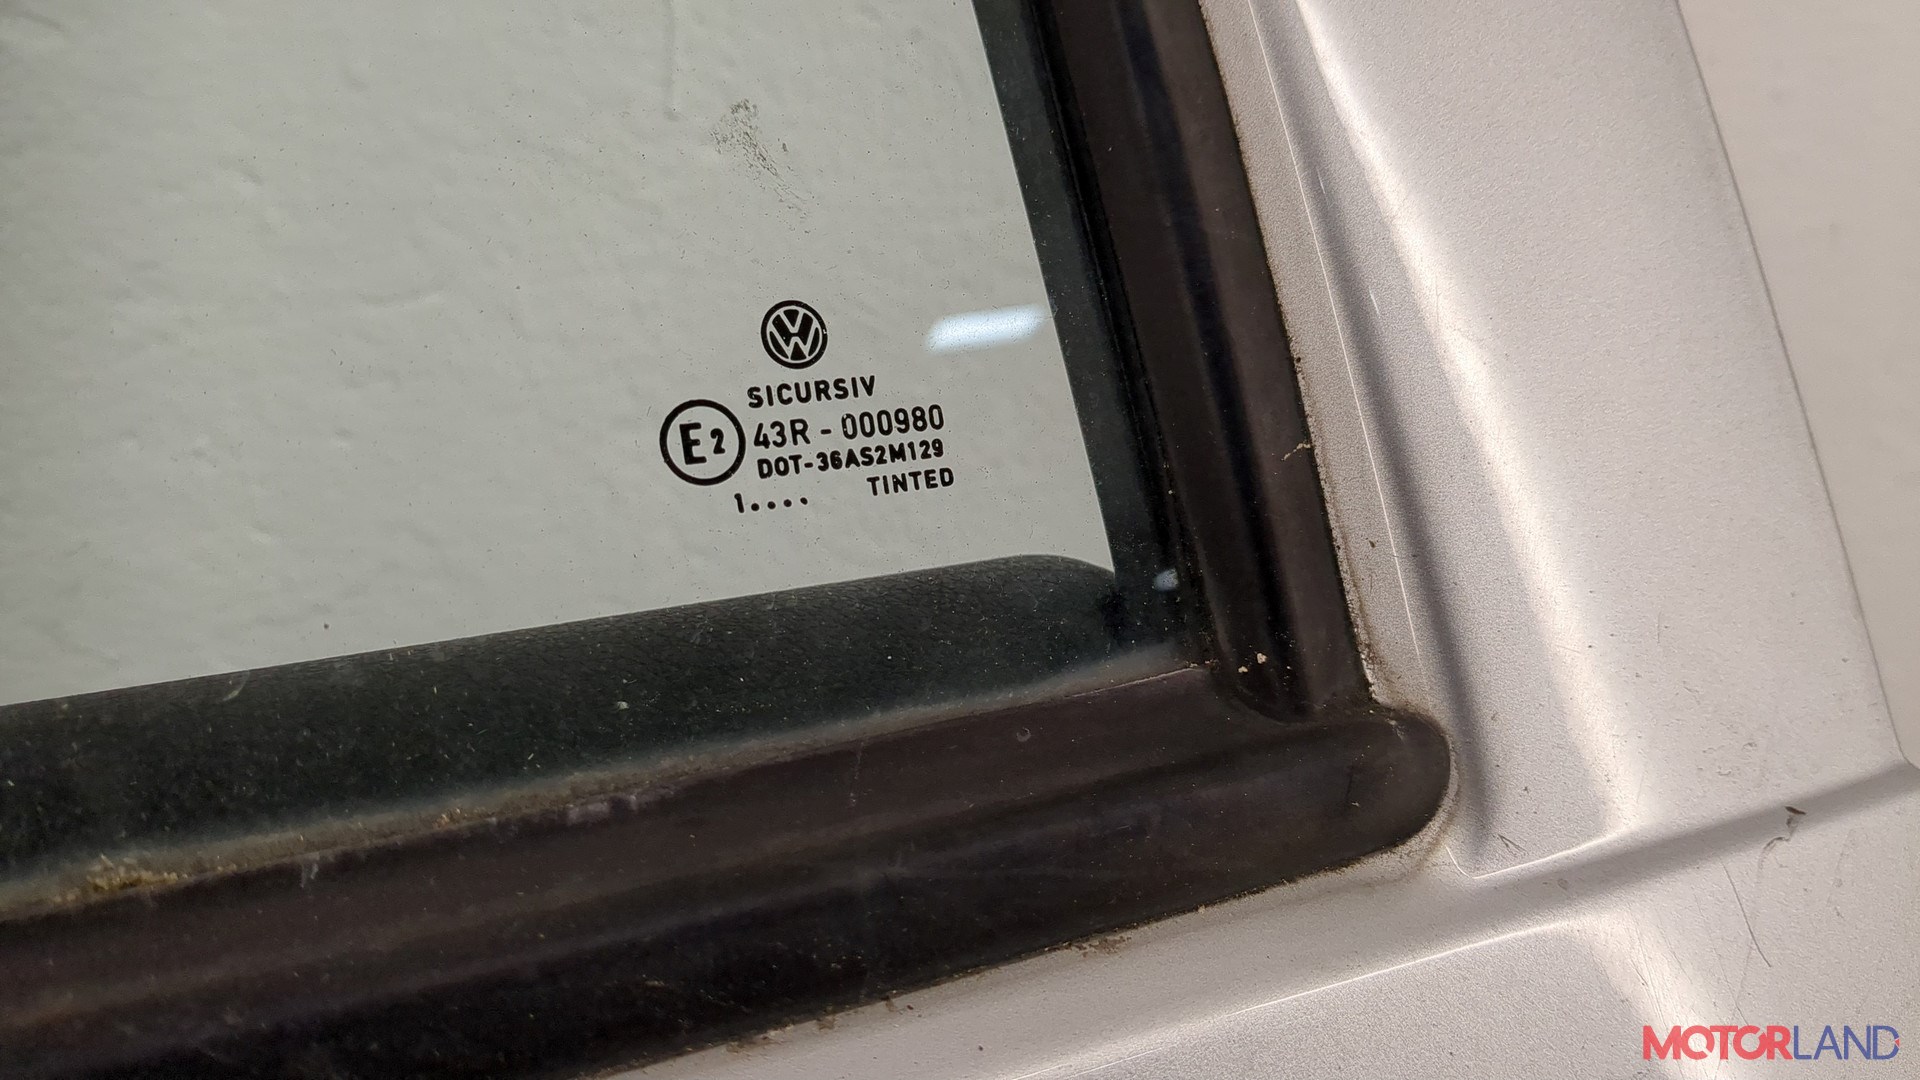 SICURSIV
E2 43R - 000980
DOT-36AS2M129
1.... TINTED
MOTORLAND